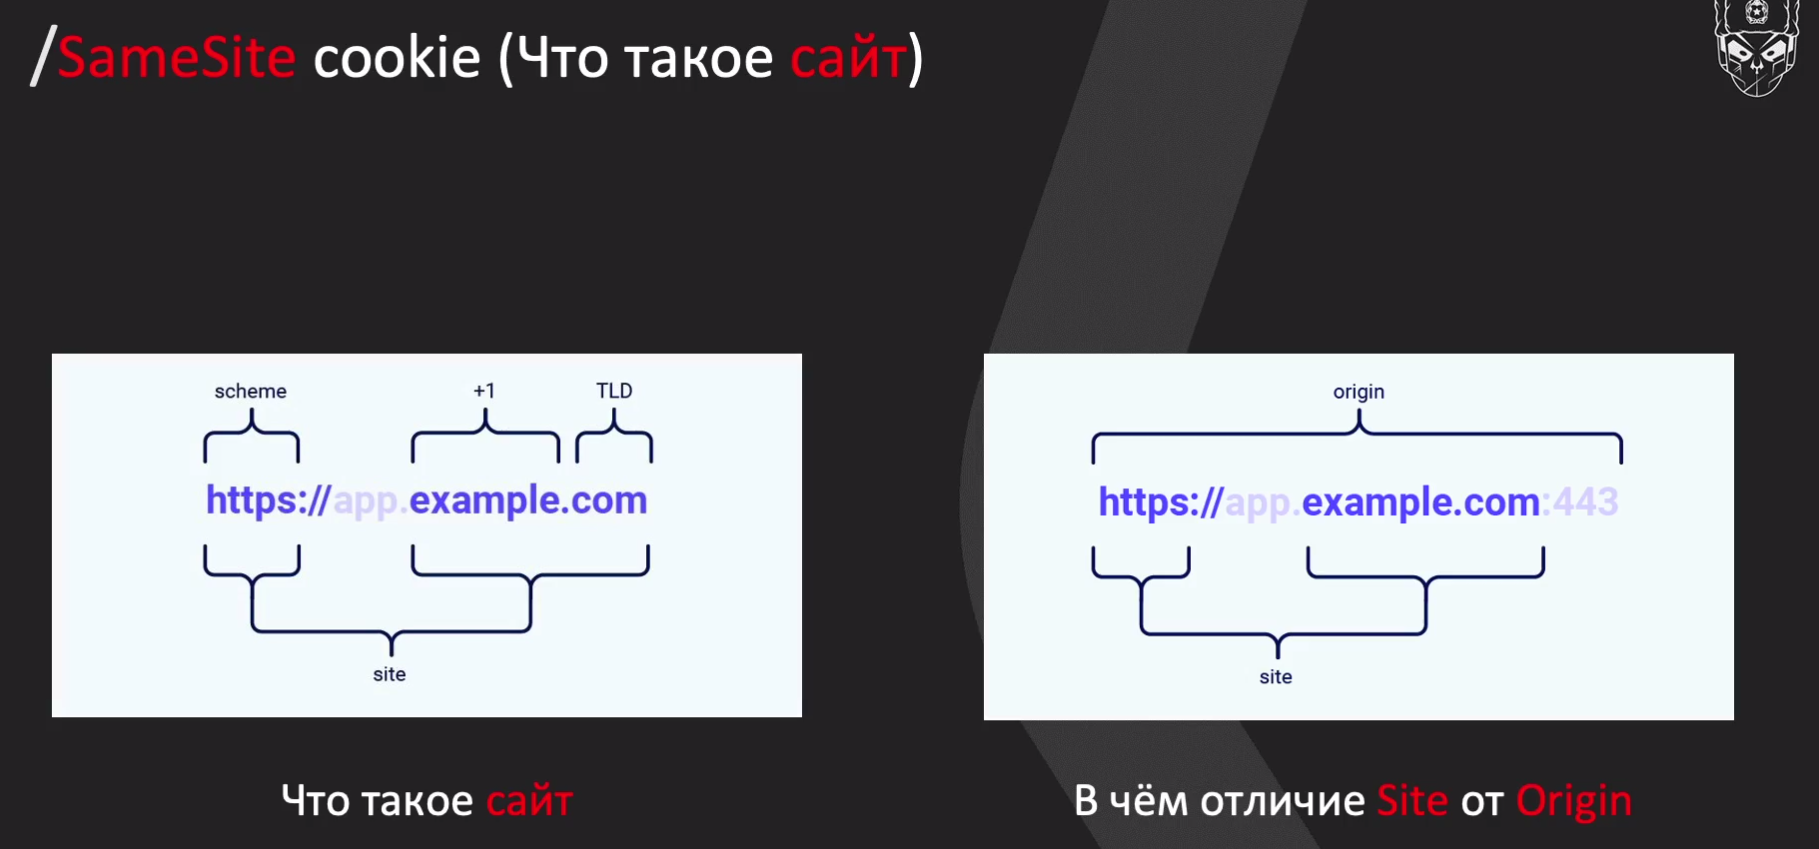 /SameSite cookie (Что такое сайт)
scheme +1 TLD
https://app.example.com
site
Что такое сайт
origin
https://app.example.com:443
site
В чём отличие Site от Origin